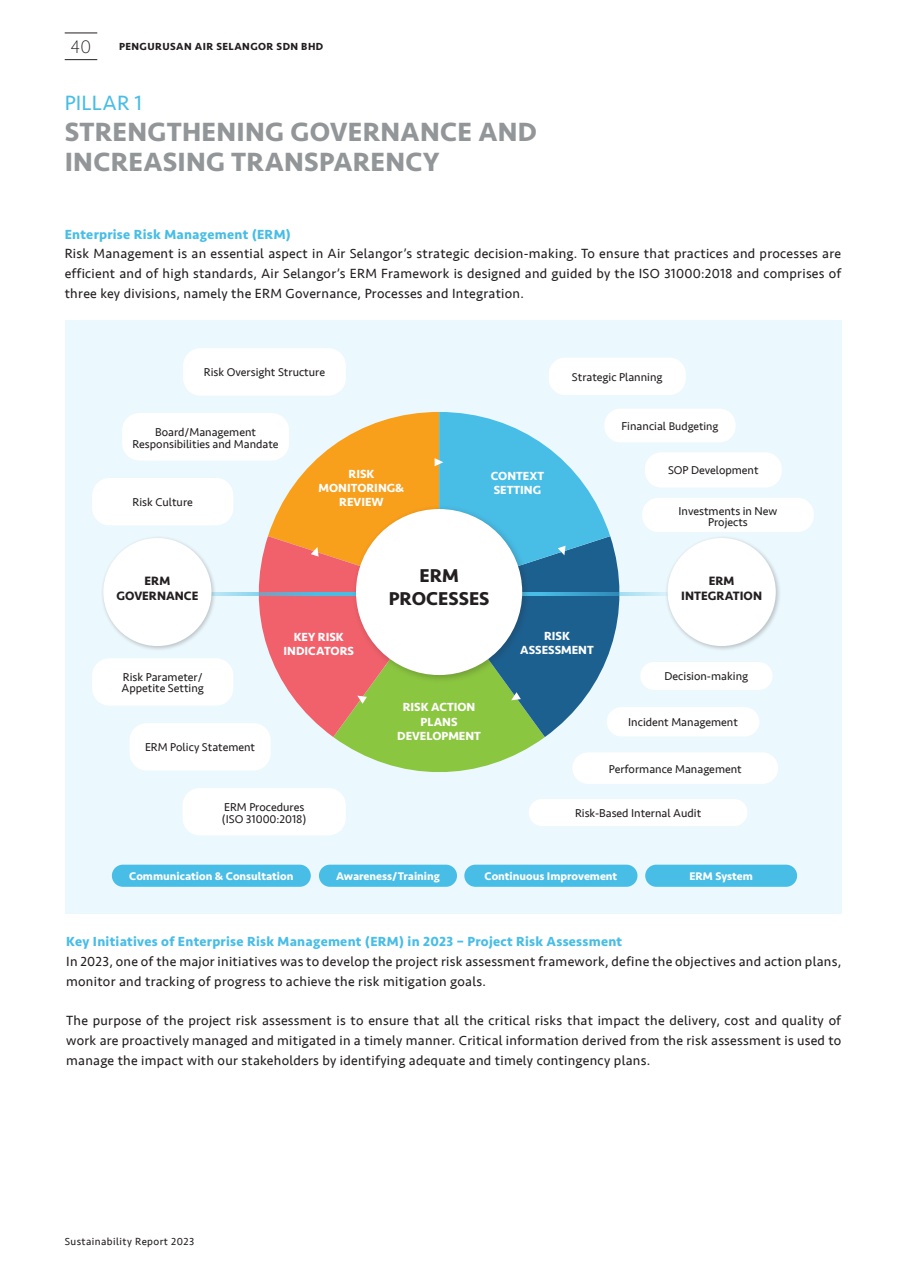 40
PENGURUSAN AIR SELANGOR SDN BHD
PILLAR 1
STRENGTHENING GOVERNANCE AND
INCREASING TRANSPARENCY
Enterprise Risk Management (ERM)
Risk Management is an essential aspect in Air Selangor’s strategic decision-making. To ensure that practices and processes are
efficient and of high standards, Air Selangor’s ERM Framework is designed and guided by the ISO 31000:2018 and comprises of
three key divisions, namely the ERM Governance, Processes and Integration.
Risk Oversight Structure
Board/Management
Responsibilities and Mandate
Risk Culture
ERM
GOVERNANCE
Risk Parameter/
Appetite Setting
ERM Policy Statement
ERM Procedures
(ISO 31000:2018)
RISK
MONITORING&
REVIEW
CONTEXT
SETTING
ERM
PROCESSES
KEY RISK
INDICATORS
RISK
ASSESSMENT
RISK ACTION
PLANS
DEVELOPMENT
Strategic Planning
Financial Budgeting
SOP Development
Investments in New
Projects
ERM
INTEGRATION
Decision-making
Incident Management
Performance Management
Risk-Based Internal Audit
Communication & Consultation
Awareness/Training
Continuous Improvement
ERM System
Key Initiatives of Enterprise Risk Management (ERM) in 2023 – Project Risk Assessment
In 2023, one of the major initiatives was to develop the project risk assessment framework, define the objectives and action plans,
monitor and tracking of progress to achieve the risk mitigation goals.
The purpose of the project risk assessment is to ensure that all the critical risks that impact the delivery, cost and quality of
work are proactively managed and mitigated in a timely manner. Critical information derived from the risk assessment is used to
manage the impact with our stakeholders by identifying adequate and timely contingency plans.
Sustainability Report 2023